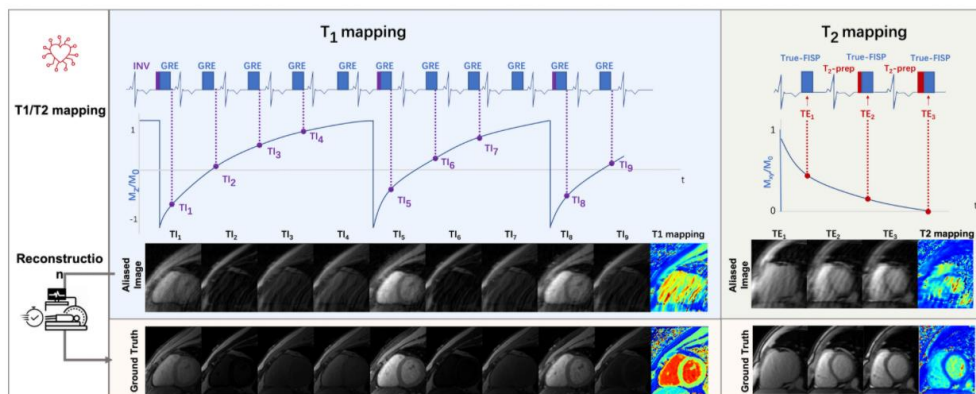 T1 mapping
T2 mapping
INV GRE GRE GRE GRE GRE GRE GRE GRE GRE GRE
True-FISP True-FISP True-FISP
T2-prep T2-prep
T1/T2 mapping
1
Mz/M0
-1
TI1
TI2
TI3
TI4
TI5
TI6
TI7
TI8
TI9
t
TE1 TE2 TE3
1
Mxy/M0
0
t
TI1 TI2 TI3 TI4 TI5 TI6 TI7 TI8 TI9 T1 mapping
TE1 TE2 TE3 T2 mapping
Reconstructio
n
Aliased
Image
Aliased
Image
Ground Truth
Ground Truth